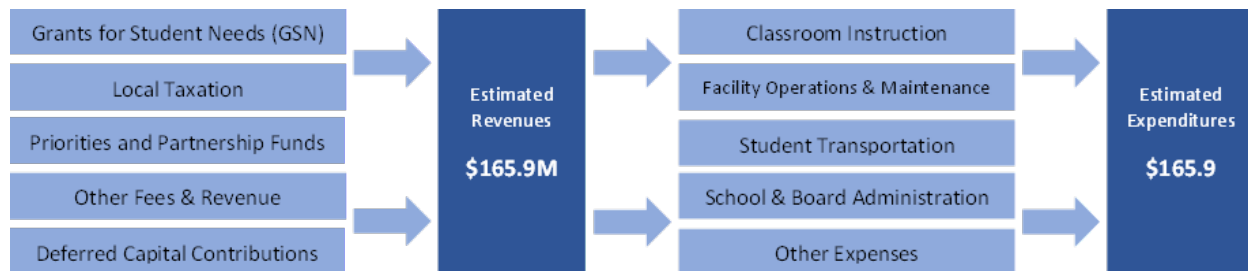 Grants for Student Needs (GSN)
Local Taxation
Priorities and Partnership Funds
Other Fees & Revenue
Deferred Capital Contributions
Estimated
Revenues
$165.9M
Classroom Instruction
Facility Operations & Maintenance
Student Transportation
School & Board Administration
Other Expenses
Estimated
Expenditures
$165.9